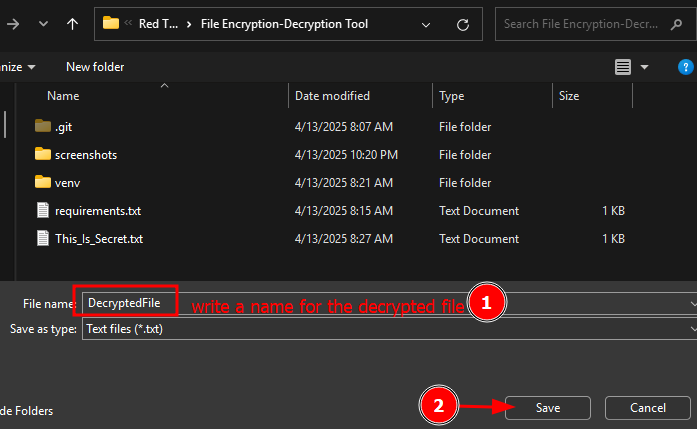 Red T... File Encryption-Decryption Tool Search File Encryption-Decr...
nize New folder ?
Name Date modified Type Size
.git 4/13/2025 8:07 AM File folder
screenshots 4/13/2025 10:20 PM File folder
venv 4/13/2025 8:21 AM File folder
requirements.txt 4/13/2025 8:15 AM Text Document 1 KB
This_Is_Secret.txt 4/13/2025 8:27 AM Text Document 1 KB
File name: DecryptedFile write a name for the decrypted file 1
Save as type: Text files (*.txt)
de Folders 2 Save Cancel